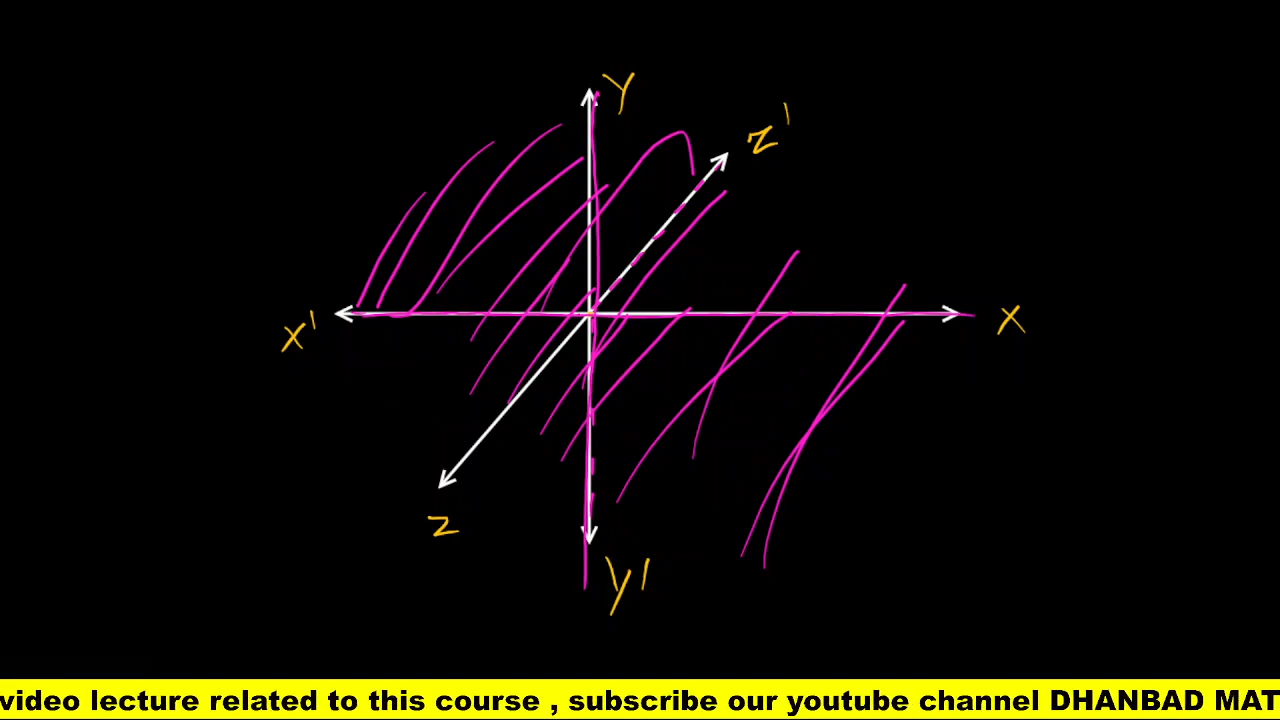 Y
Z'
X'
X
Z
Y'
video lecture related to this course , subscribe our youtube channel DHANBAD MAT